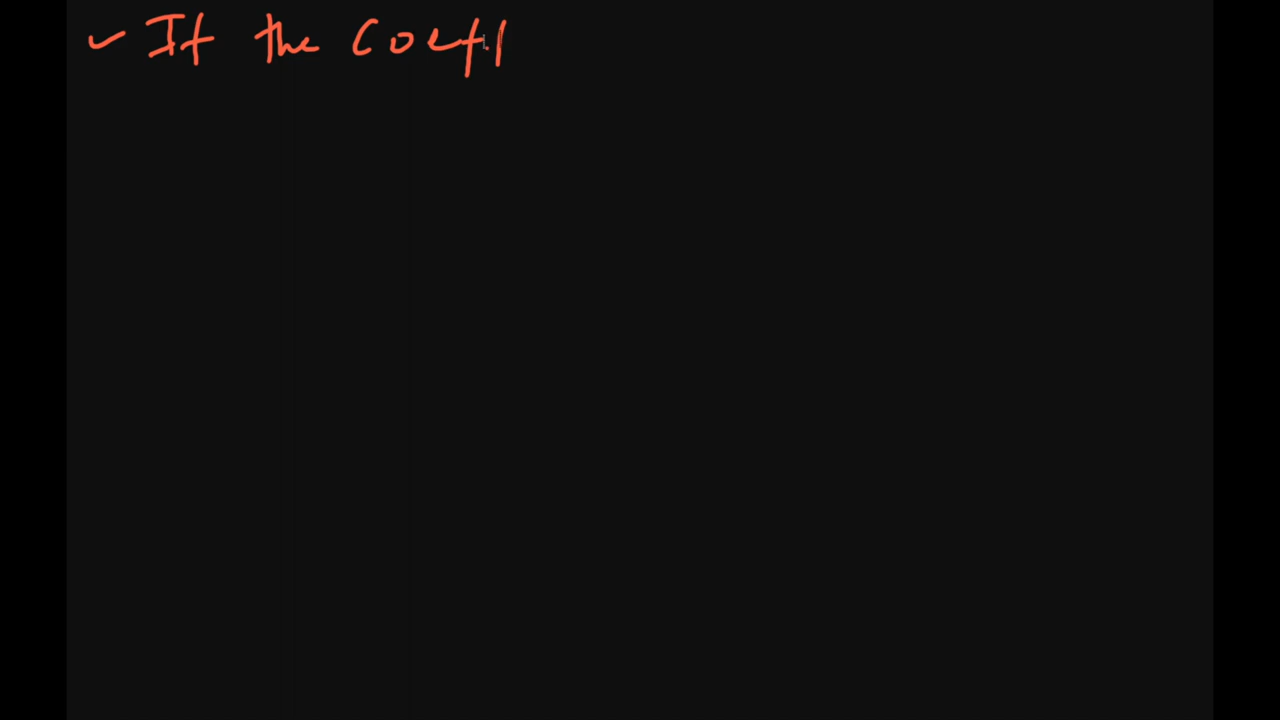 ✓ If the Coeff